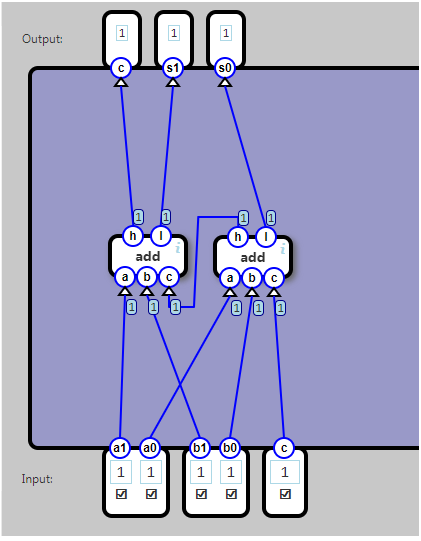 Output: 1 1 1
c s1 s0
1 1 1 1
h l h l
add i add i
a b c a b c
1 1 1 1 1 1
a1 a0 b1 b0 c
Input: 1 1 1 1 1